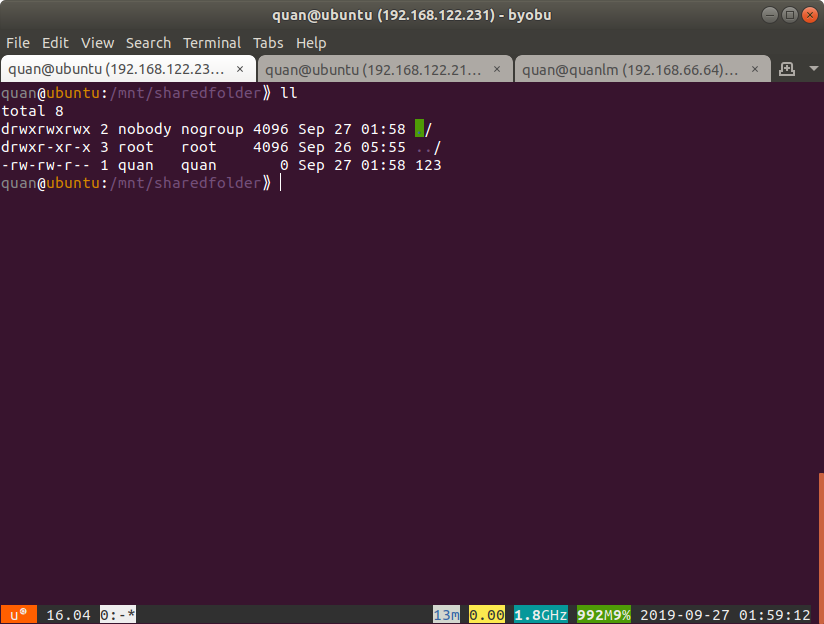 quan@ubuntu (192.168.122.231) - byobu
File Edit View Search Terminal Tabs Help
quan@ubuntu (192.168.122.23... × quan@ubuntu (192.168.122.21... × quan@quanlm (192.168.66.64)... ×
quan@ubuntu:/mnt/sharedfolder⟫ ll
total 8
drwxrwxrwx 2 nobody nogroup 4096 Sep 27 01:58 ./
drwxr-xr-x 3 root   root    4096 Sep 26 05:55 ../
-rw-rw-r-- 1 quan   quan       0 Sep 27 01:58 123
quan@ubuntu:/mnt/sharedfolder⟫
u® 16.04 0:-* 13m 0.00 1.8GHz 992M9% 2019-09-27 01:59:12